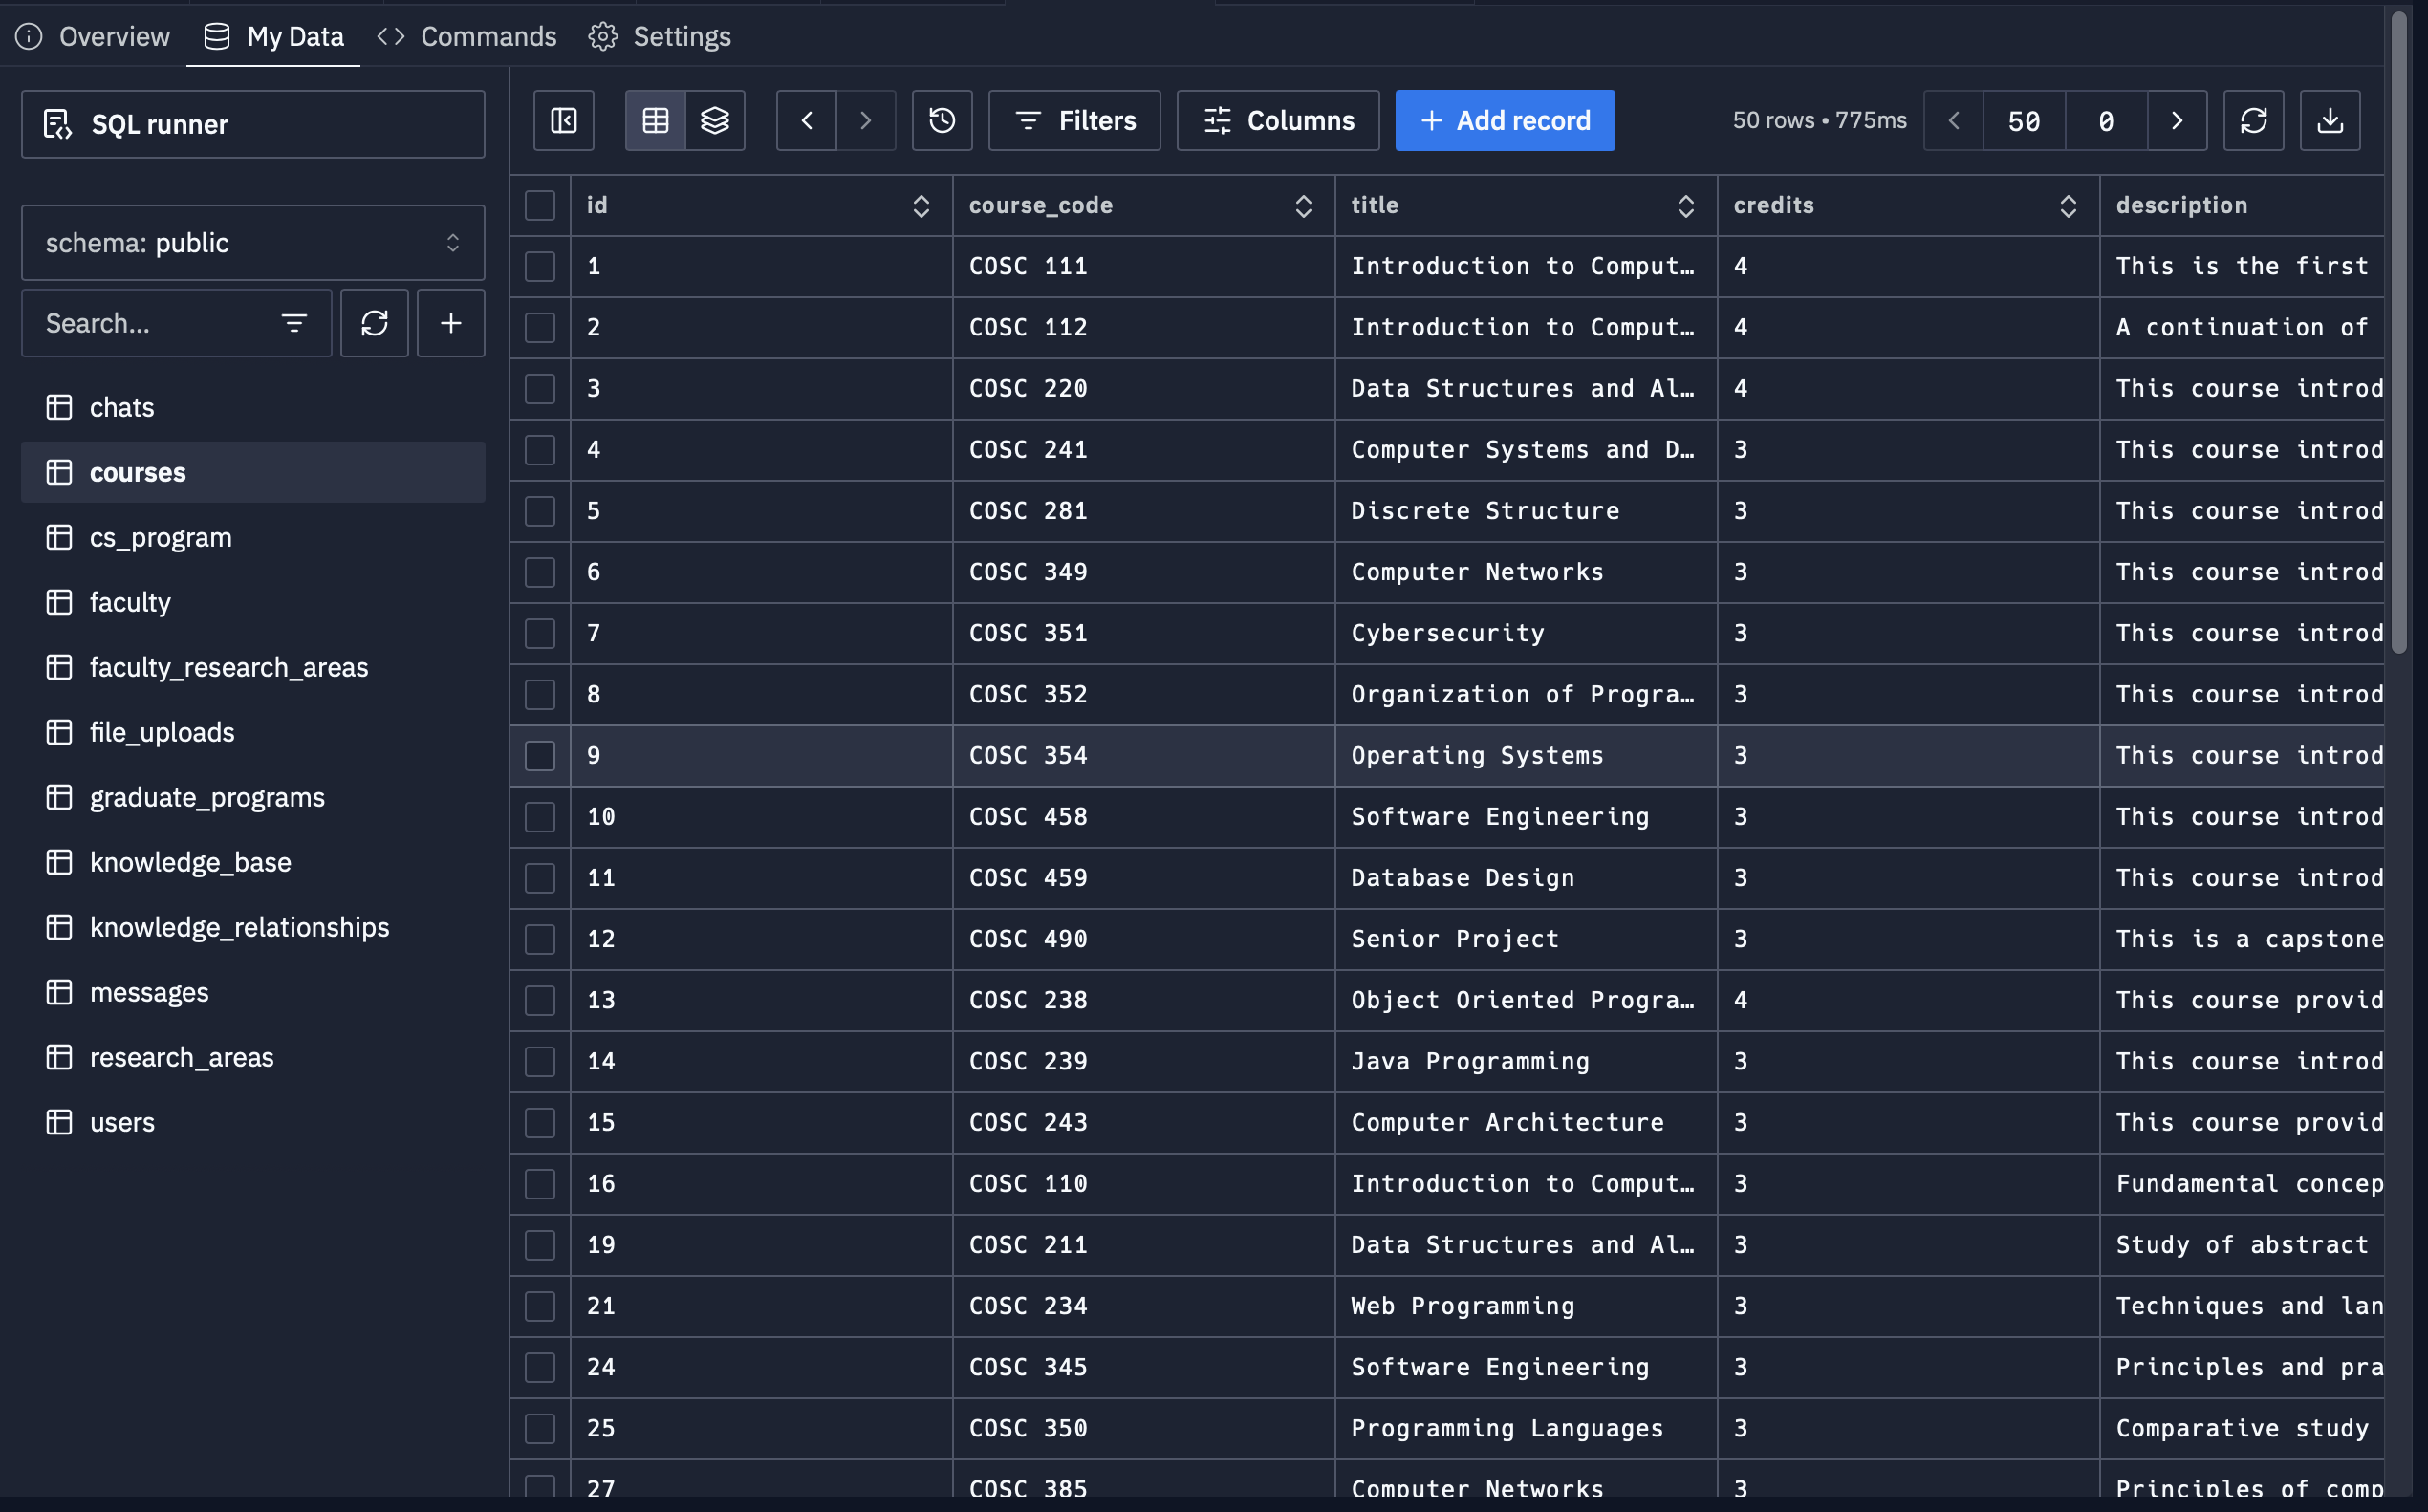 Overview My Data Commands Settings
SQL runner
schema: public
Search...
chats
courses
cs_program
faculty
faculty_research_areas
file_uploads
graduate_programs
knowledge_base
knowledge_relationships
messages
research_areas
users
Filters Columns + Add record 50 rows • 775ms 50 0
id course_code title credits description
1 COSC 111 Introduction to Comput… 4 This is the first
2 COSC 112 Introduction to Comput… 4 A continuation of
3 COSC 220 Data Structures and Al… 4 This course introd
4 COSC 241 Computer Systems and D… 3 This course introd
5 COSC 281 Discrete Structure 3 This course introd
6 COSC 349 Computer Networks 3 This course introd
7 COSC 351 Cybersecurity 3 This course introd
8 COSC 352 Organization of Progra… 3 This course introd
9 COSC 354 Operating Systems 3 This course introd
10 COSC 458 Software Engineering 3 This course introd
11 COSC 459 Database Design 3 This course introd
12 COSC 490 Senior Project 3 This is a capstone
13 COSC 238 Object Oriented Progra… 4 This course provid
14 COSC 239 Java Programming 3 This course introd
15 COSC 243 Computer Architecture 3 This course provid
16 COSC 110 Introduction to Comput… 3 Fundamental concep
19 COSC 211 Data Structures and Al… 3 Study of abstract
21 COSC 234 Web Programming 3 Techniques and lan
24 COSC 345 Software Engineering 3 Principles and pra
25 COSC 350 Programming Languages 3 Comparative study
27 COSC 385 Computer Networks 3 Principles of comp